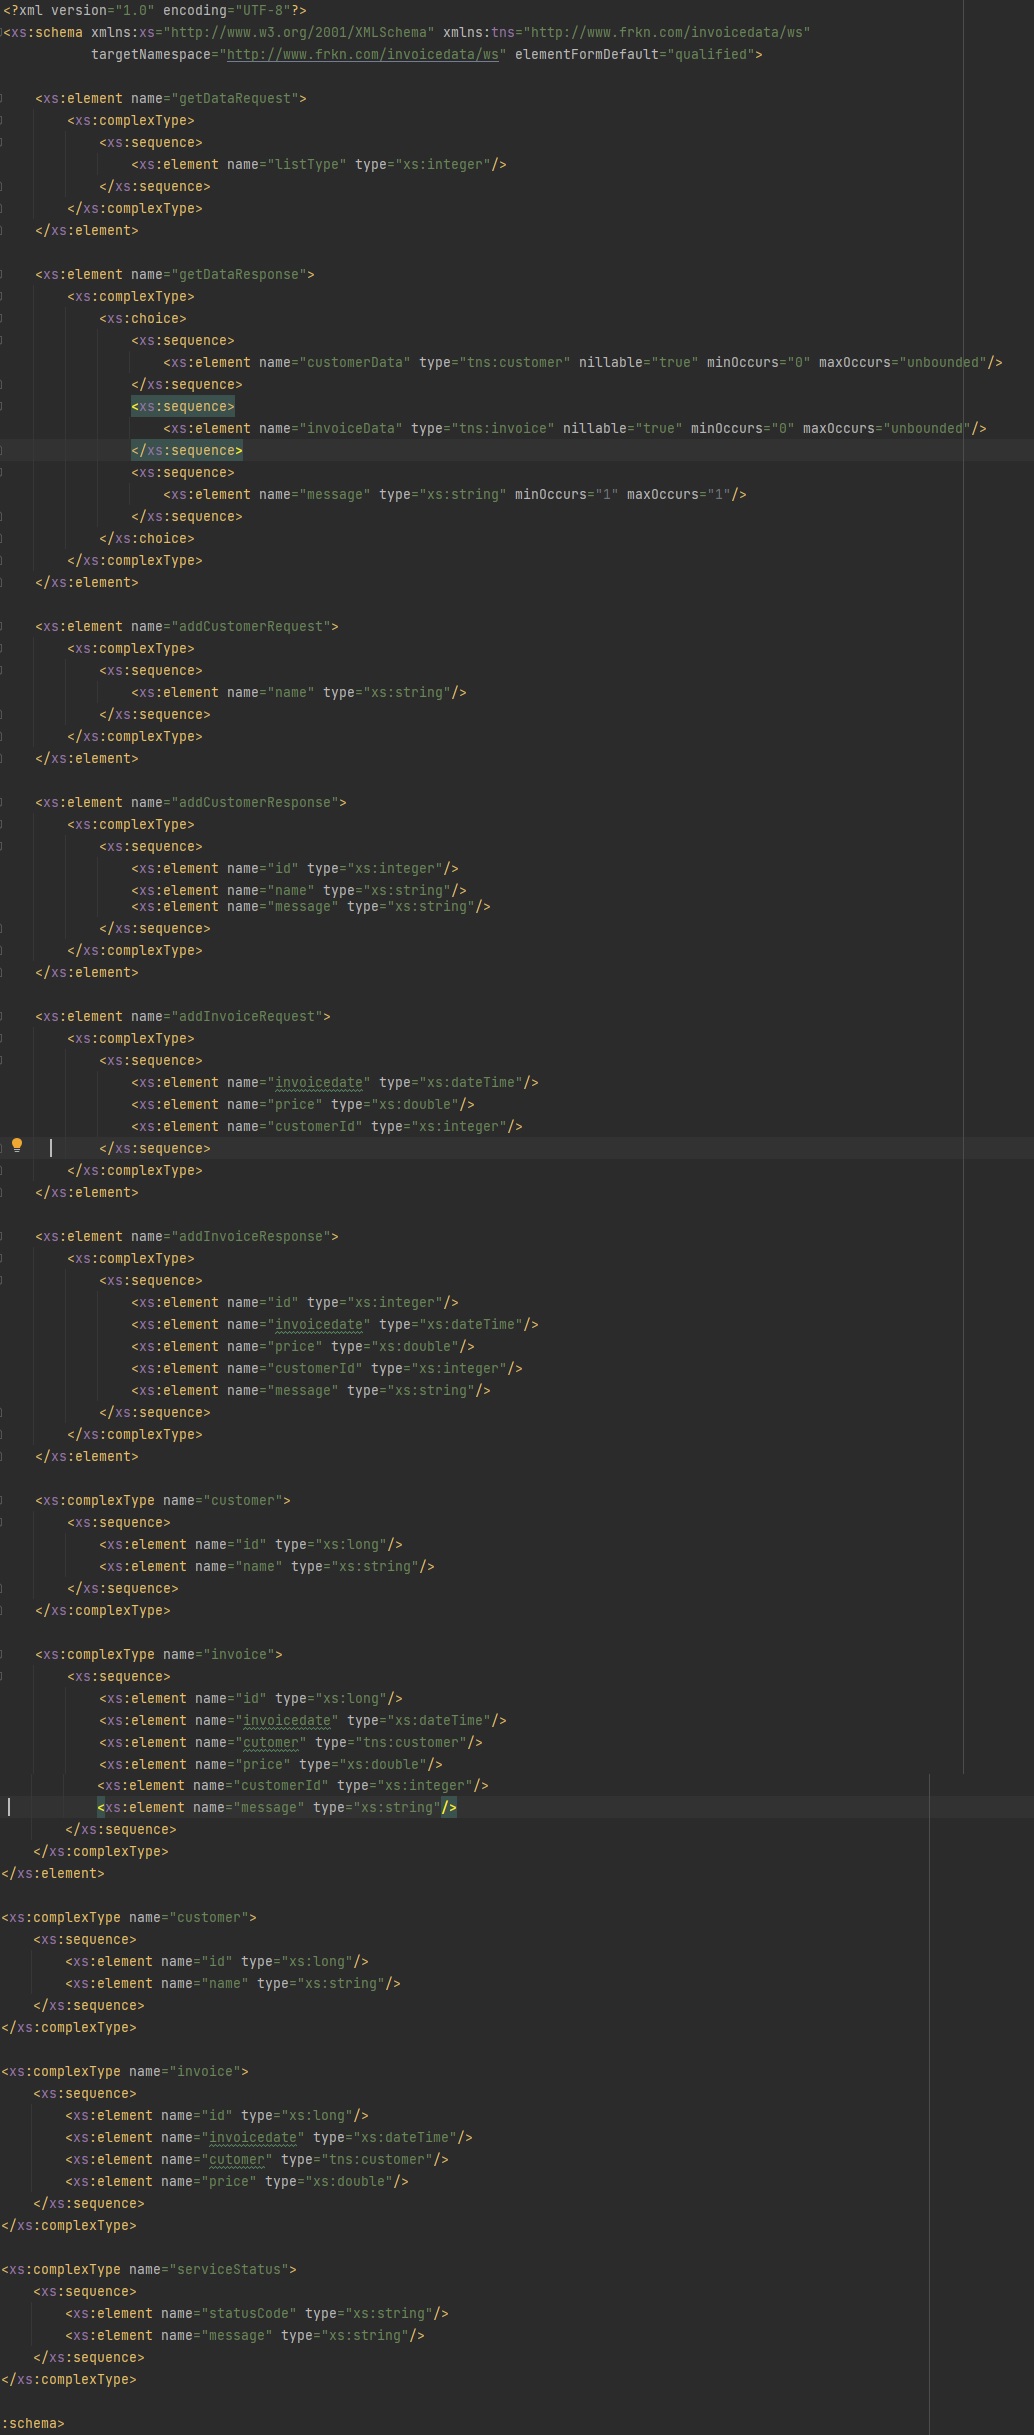 <?xml version="1.0" encoding="UTF-8"?>
<xs:schema xmlns:xs="http://www.w3.org/2001/XMLSchema" xmlns:tns="http://www.frkn.com/invoicedata/ws"
targetNamespace="http://www.frkn.com/invoicedata/ws" elementFormDefault="qualified">
<xs:element name="getDataRequest">
<xs:complexType>
<xs:sequence>
<xs:element name="listType" type="xs:integer"/>
</xs:sequence>
</xs:complexType>
</xs:element>
<xs:element name="getDataResponse">
<xs:complexType>
<xs:choice>
<xs:sequence>
<xs:element name="customerData" type="tns:customer" nillable="true" minOccurs="0" maxOccurs="unbounded"/>
</xs:sequence>
<xs:sequence>
<xs:element name="invoiceData" type="tns:invoice" nillable="true" minOccurs="0" maxOccurs="unbounded"/>
</xs:sequence>
<xs:sequence>
<xs:element name="message" type="xs:string" minOccurs="1" maxOccurs="1"/>
</xs:sequence>
</xs:choice>
</xs:complexType>
</xs:element>
<xs:element name="addCustomerRequest">
<xs:complexType>
<xs:sequence>
<xs:element name="name" type="xs:string"/>
</xs:sequence>
</xs:complexType>
</xs:element>
<xs:element name="addCustomerResponse">
<xs:complexType>
<xs:sequence>
<xs:element name="id" type="xs:integer"/>
<xs:element name="name" type="xs:string"/>
<xs:element name="message" type="xs:string"/>
</xs:sequence>
</xs:complexType>
</xs:element>
<xs:element name="addInvoiceRequest">
<xs:complexType>
<xs:sequence>
<xs:element name="invoicedate" type="xs:dateTime"/>
<xs:element name="price" type="xs:double"/>
<xs:element name="customerId" type="xs:integer"/>
</xs:sequence>
</xs:complexType>
</xs:element>
<xs:element name="addInvoiceResponse">
<xs:complexType>
<xs:sequence>
<xs:element name="id" type="xs:integer"/>
<xs:element name="invoicedate" type="xs:dateTime"/>
<xs:element name="price" type="xs:double"/>
<xs:element name="customerId" type="xs:integer"/>
<xs:element name="message" type="xs:string"/>
</xs:sequence>
</xs:complexType>
</xs:element>
<xs:complexType name="customer">
<xs:sequence>
<xs:element name="id" type="xs:long"/>
<xs:element name="name" type="xs:string"/>
</xs:sequence>
</xs:complexType>
<xs:complexType name="invoice">
<xs:sequence>
<xs:element name="id" type="xs:long"/>
<xs:element name="invoicedate" type="xs:dateTime"/>
<xs:element name="cutomer" type="tns:customer"/>
<xs:element name="price" type="xs:double"/>
<xs:element name="customerId" type="xs:integer"/>
<xs:element name="message" type="xs:string"/>
</xs:sequence>
</xs:complexType>
</xs:element>
<xs:complexType name="customer">
<xs:sequence>
<xs:element name="id" type="xs:long"/>
<xs:element name="name" type="xs:string"/>
</xs:sequence>
</xs:complexType>
<xs:complexType name="invoice">
<xs:sequence>
<xs:element name="id" type="xs:long"/>
<xs:element name="invoicedate" type="xs:dateTime"/>
<xs:element name="cutomer" type="tns:customer"/>
<xs:element name="price" type="xs:double"/>
</xs:sequence>
</xs:complexType>
<xs:complexType name="serviceStatus">
<xs:sequence>
<xs:element name="statusCode" type="xs:string"/>
<xs:element name="message" type="xs:string"/>
</xs:sequence>
</xs:complexType>
:schema>